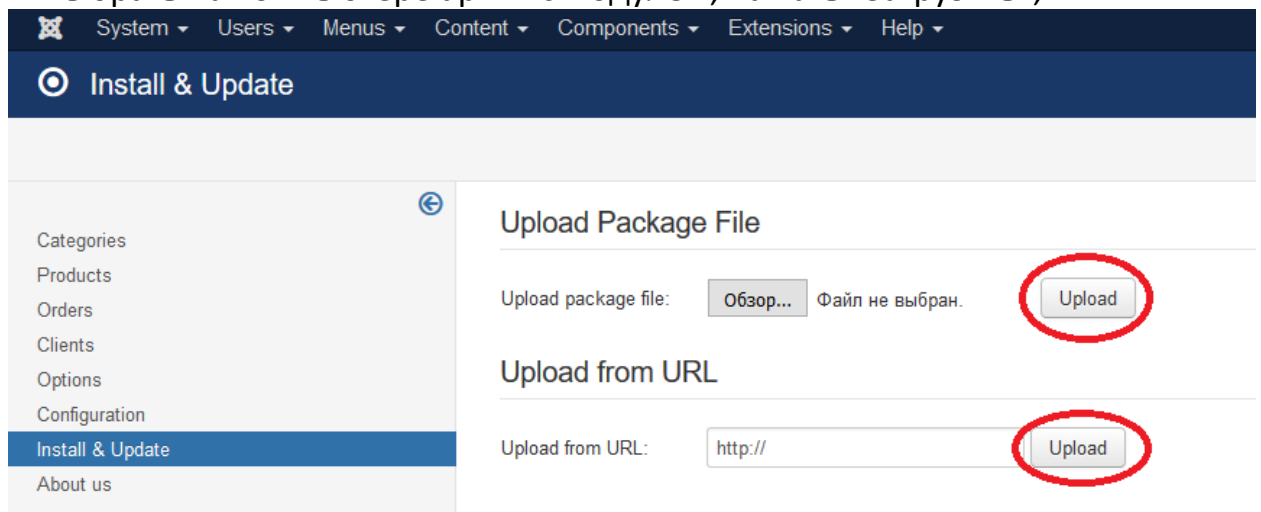 System Users Menus Content Components Extensions Help
Install & Update
Upload Package File
Categories
Products
Upload package file: Обзор... Файл не выбран. Upload
Orders
Clients
Upload from URL
Options
Configuration
Install & Update
Upload from URL: http:// Upload
About us